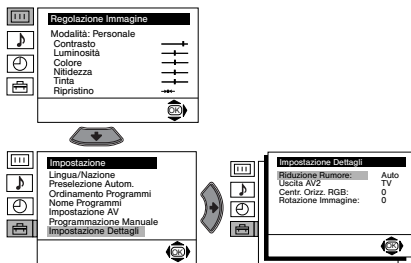 Regolazione Immagine
Modalità: Personale
Contrasto
Luminosità
Colore
Nitidezza
Tinta
Ripristino
OK
Impostazione
Lingua/Nazione
Preselezione Autom.
Ordinamento Programmi
Nome Programmi
Impostazione AV
Programmazione Manuale
Impostazione Dettagli
OK
Impostazione Dettagli
Riduzione Rumore: Auto
Uscita AV2 TV
Centr. Orizz. RGB: 0
Rotazione Immagine: 0
OK